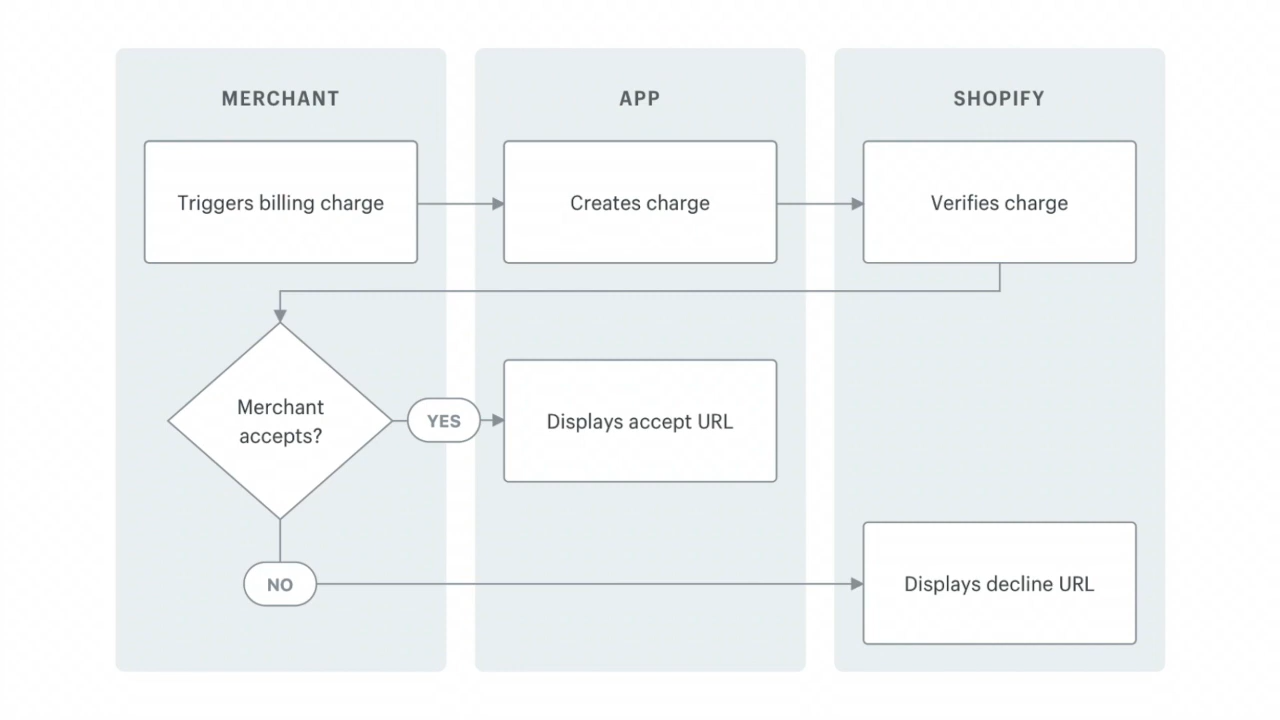 MERCHANT
APP
SHOPIFY
Triggers billing charge
Creates charge
Verifies charge
Merchant
accepts?
YES
Displays accept URL
NO
Displays decline URL